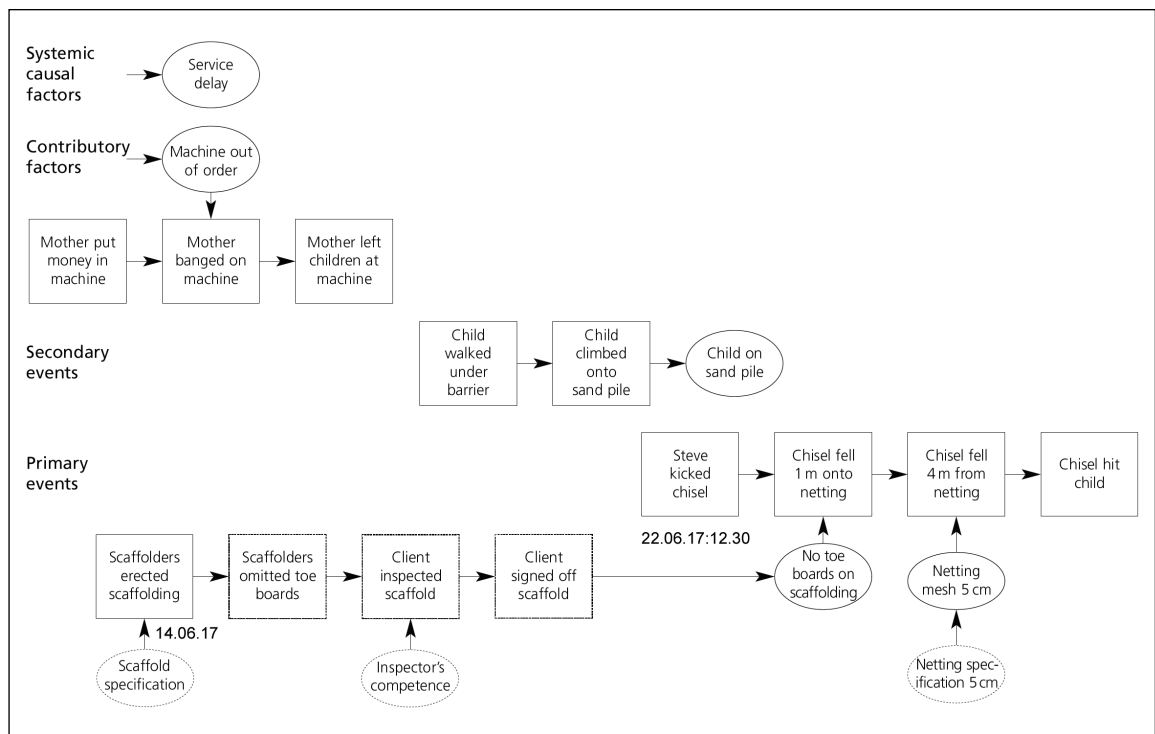 Systemic
causal
factors
Service
delay
Contributory
factors
Machine out
of order
Mother put
money in
machine
Mother
banged on
machine
Mother left
children at
machine
Secondary
events
Child
walked
under
barrier
Child
climbed
onto
sand pile
Child on
sand pile
Primary
events
Steve
kicked
chisel
Chisel fell
1 m onto
netting
Chisel fell
4 m from
netting
Chisel hit
child
22.06.17:12.30
Scaffolders
erected
scaffolding
Scaffolders
omitted toe
boards
Client
inspected
scaffold
Client
signed off
scaffold
No toe
boards on
scaffolding
Netting
mesh 5 cm
14.06.17
Scaffold
specification
Inspector's
competence
Netting spec-
ification 5 cm